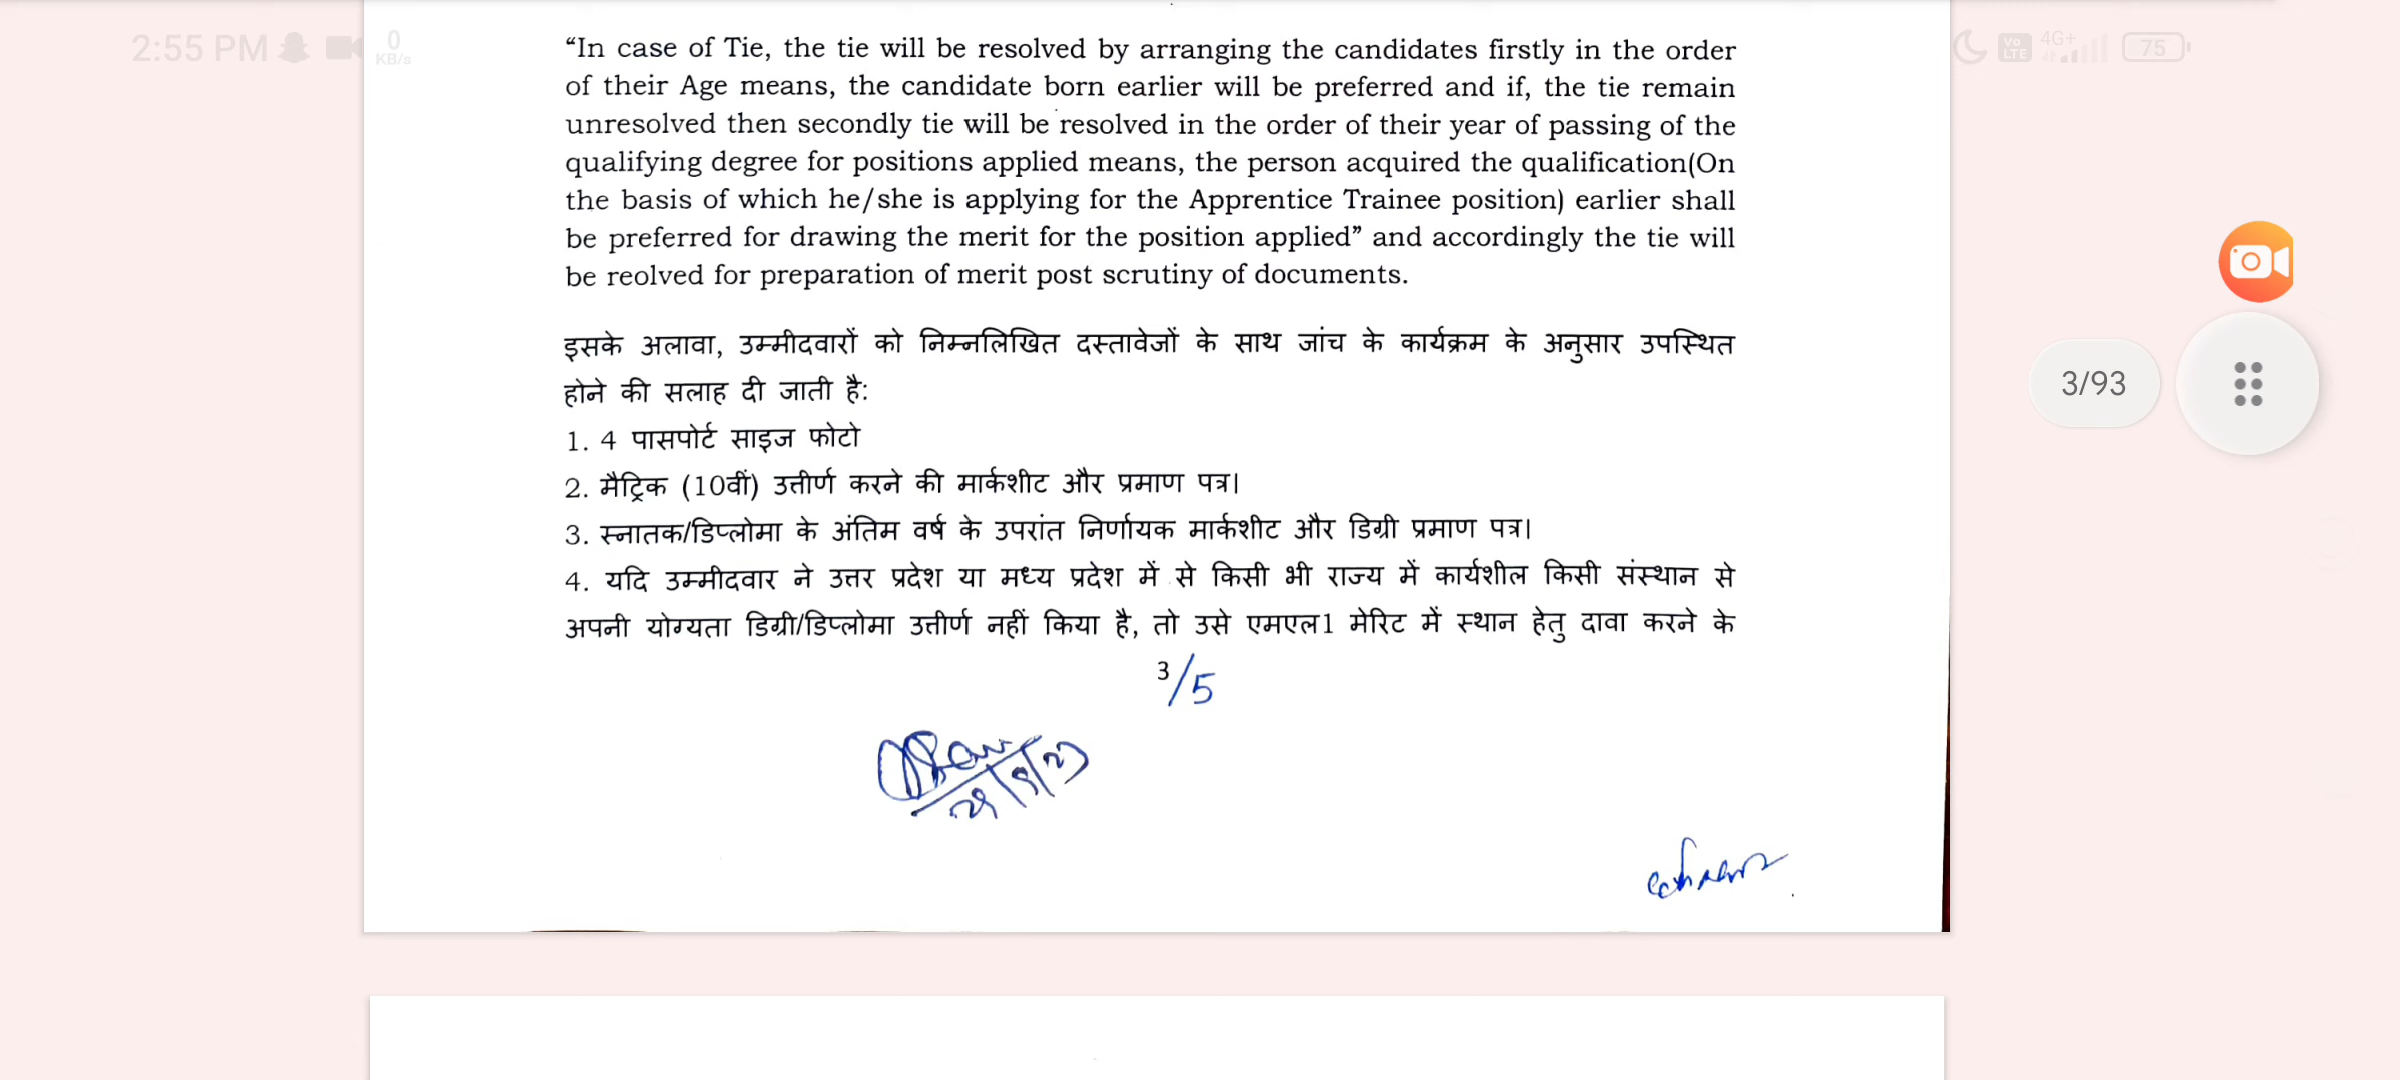 2:55 PM
0
KB/s
Vo
LTE
4G+
75
“In case of Tie, the tie will be resolved by arranging the candidates firstly in the order
of their Age means, the candidate born earlier will be preferred and if, the tie remain
unresolved then secondly tie will be resolved in the order of their year of passing of the
qualifying degree for positions applied means, the person acquired the qualification(On
the basis of which he/she is applying for the Apprentice Trainee position) earlier shall
be preferred for drawing the merit for the position applied” and accordingly the tie will
be reolved for preparation of merit post scrutiny of documents.
इसके अलावा, उम्मीदवारों को निम्नलिखित दस्तावेजों के साथ जांच के कार्यक्रम के अनुसार उपस्थित
होने की सलाह दी जाती है:
3/93
1. 4 पासपोर्ट साइज फोटो
2. मैट्रिक (10वीं) उत्तीर्ण करने की मार्कशीट और प्रमाण पत्र।
3. स्नातक/डिप्लोमा के अंतिम वर्ष के उपरांत निर्णायक मार्कशीट और डिग्री प्रमाण पत्र।
4. यदि उम्मीदवार ने उत्तर प्रदेश या मध्य प्रदेश में से किसी भी राज्य में कार्यशील किसी संस्थान से
अपनी योग्यता डिग्री/डिप्लोमा उत्तीर्ण नहीं किया है, तो उसे एमएल1 मेरिट में स्थान हेतु दावा करने के
3/5